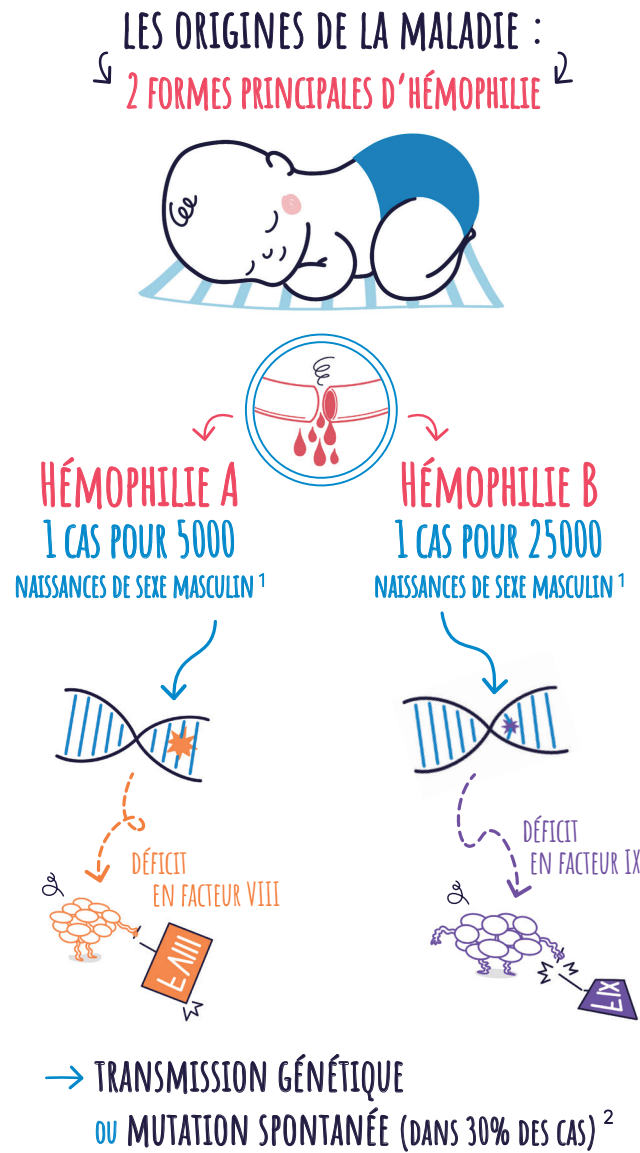 LES ORIGINES DE LA MALADIE :
2 FORMES PRINCIPALES D'HÉMOPHILIE
HÉMOPHILIE A
1 CAS POUR 5000
NAISSANCES DE SEXE MASCULIN 1
HÉMOPHILIE B
1 CAS POUR 25000
NAISSANCES DE SEXE MASCULIN 1
DÉFICIT
EN FACTEUR VIII
F VIII
DÉFICIT
EN FACTEUR IX
F IX
→ TRANSMISSION GÉNÉTIQUE
OU MUTATION SPONTANÉE (DANS 30% DES CAS) 2